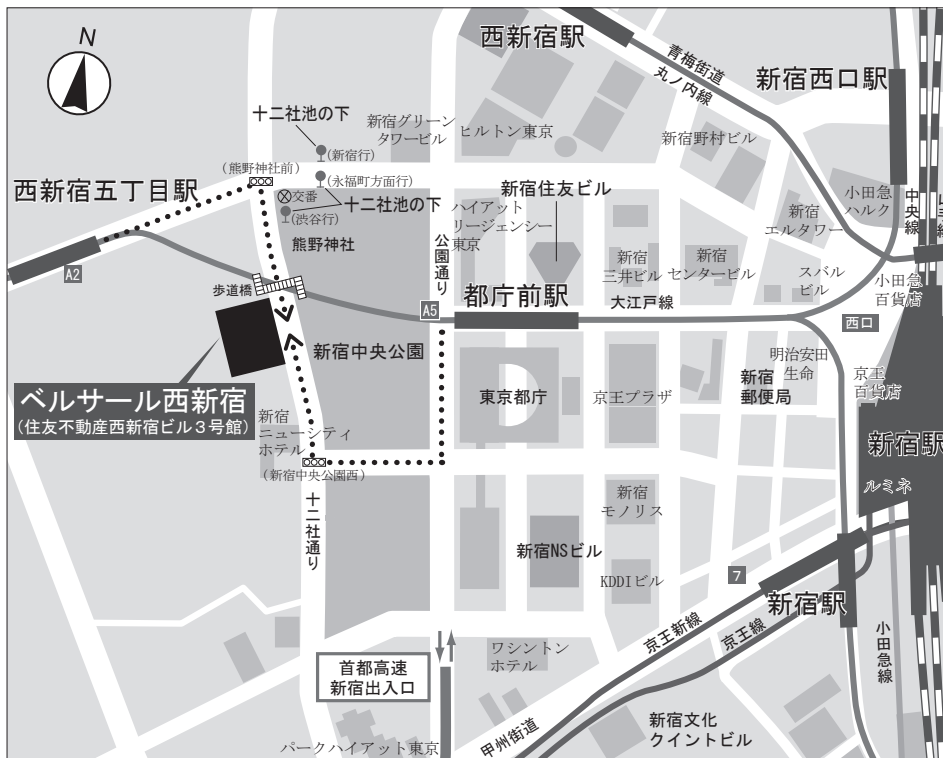 N
西新宿駅
青梅街道
丸ノ内線
新宿西口駅
十二社池の下
新宿グリーン
タワービル
ヒルトン東京
新宿野村ビル
(新宿行)
(熊野神社前)
(永福町方面行)
西新宿五丁目駅
交番
十二社池の下
(渋谷行)
熊野神社
新宿住友ビル
ハイアット
リージェンシー
東京
公園通り
新宿
三井ビル
新宿
センタービル
新宿
エルタワー
小田急
ハルク
中央線
山手線
スバル
ビル
小田急
百貨店
A2
歩道橋
A5
都庁前駅
大江戸線
西口
新宿中央公園
明治安田
生命
京王
百貨店
ベルサール西新宿
(住友不動産西新宿ビル3号館)
東京都庁
京王プラザ
新宿
郵便局
新宿駅
新宿
ニューシティ
ホテル
(新宿中央公園西)
ルミネ
十二社通り
新宿
モノリス
新宿NSビル
KDDIビル
7
新宿駅
京王新線
京王線
小田急線
首都高速
新宿出入口
ワシントン
ホテル
甲州街道
新宿文化
クイントビル
パークハイアット東京